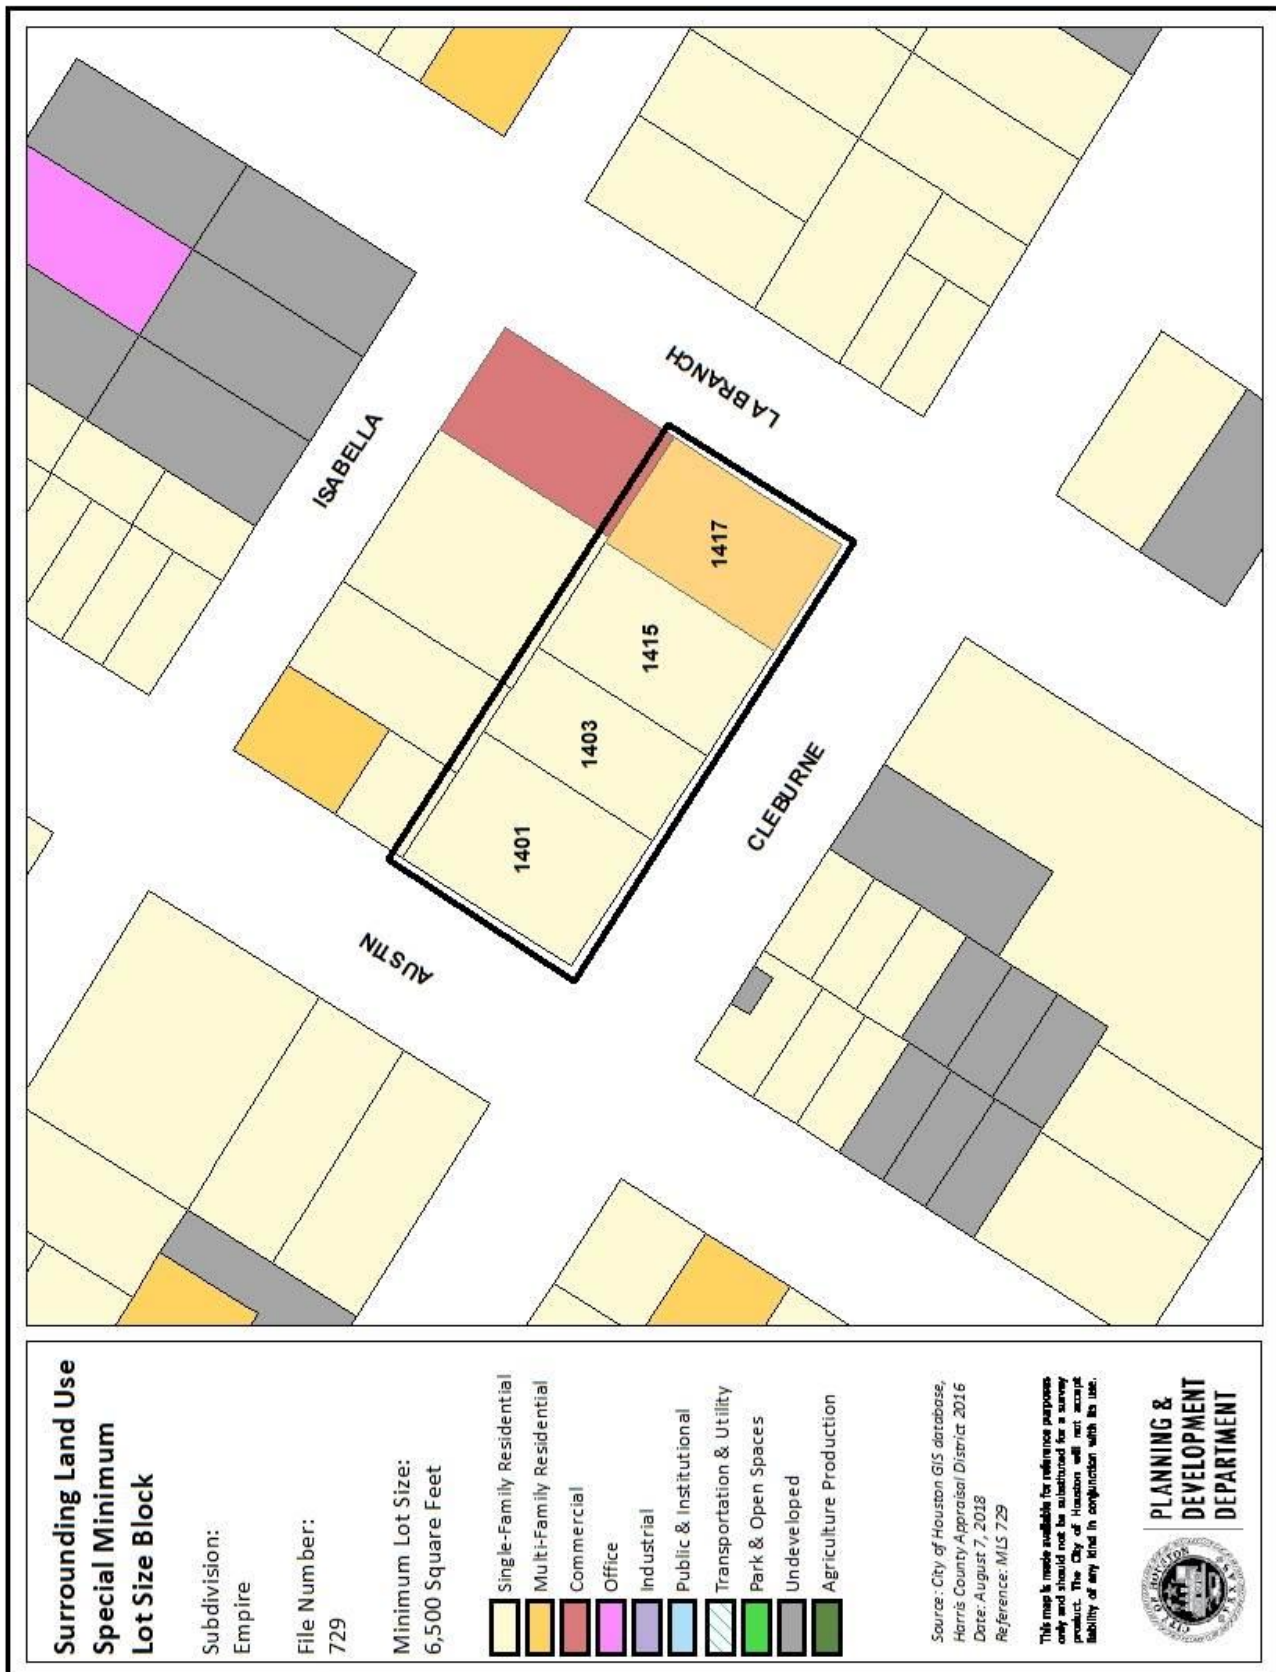 Surrounding Land Use
Special Minimum
Lot Size Block
Subdivision:
Empire
File Number:
729
Minimum Lot Size:
6,500 Square Feet
Single-Family Residential
Multi-Family Residential
Commercial
Office
Industrial
Public & Institutional
Transportation & Utility
Park & Open Spaces
Undeveloped
Agriculture Production
Source: City of Houston GIS database,
Harris County Appraisal District 2016
Date: August 7, 2018
Reference: MLS 729
This map is made available for reference purposes
only and should not be substituted for a survey
product. The City of Houston will not accept
liability of any kind in conjunction with its use.
CITY OF HOUSTON
TEXAS
PLANNING &
DEVELOPMENT
DEPARTMENT
AUSTIN
ISABELLA
LA BRANCH
CLEBURNE
1401
1403
1415
1417